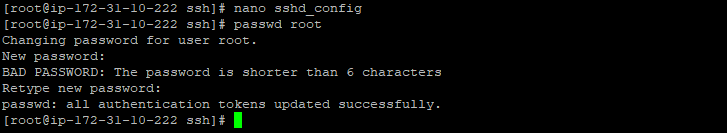 [root@ip-172-31-10-222 ssh]# nano sshd_config
[root@ip-172-31-10-222 ssh]# passwd root
Changing password for user root.
New password:
BAD PASSWORD: The password is shorter than 6 characters
Retype new password:
passwd: all authentication tokens updated successfully.
[root@ip-172-31-10-222 ssh]#